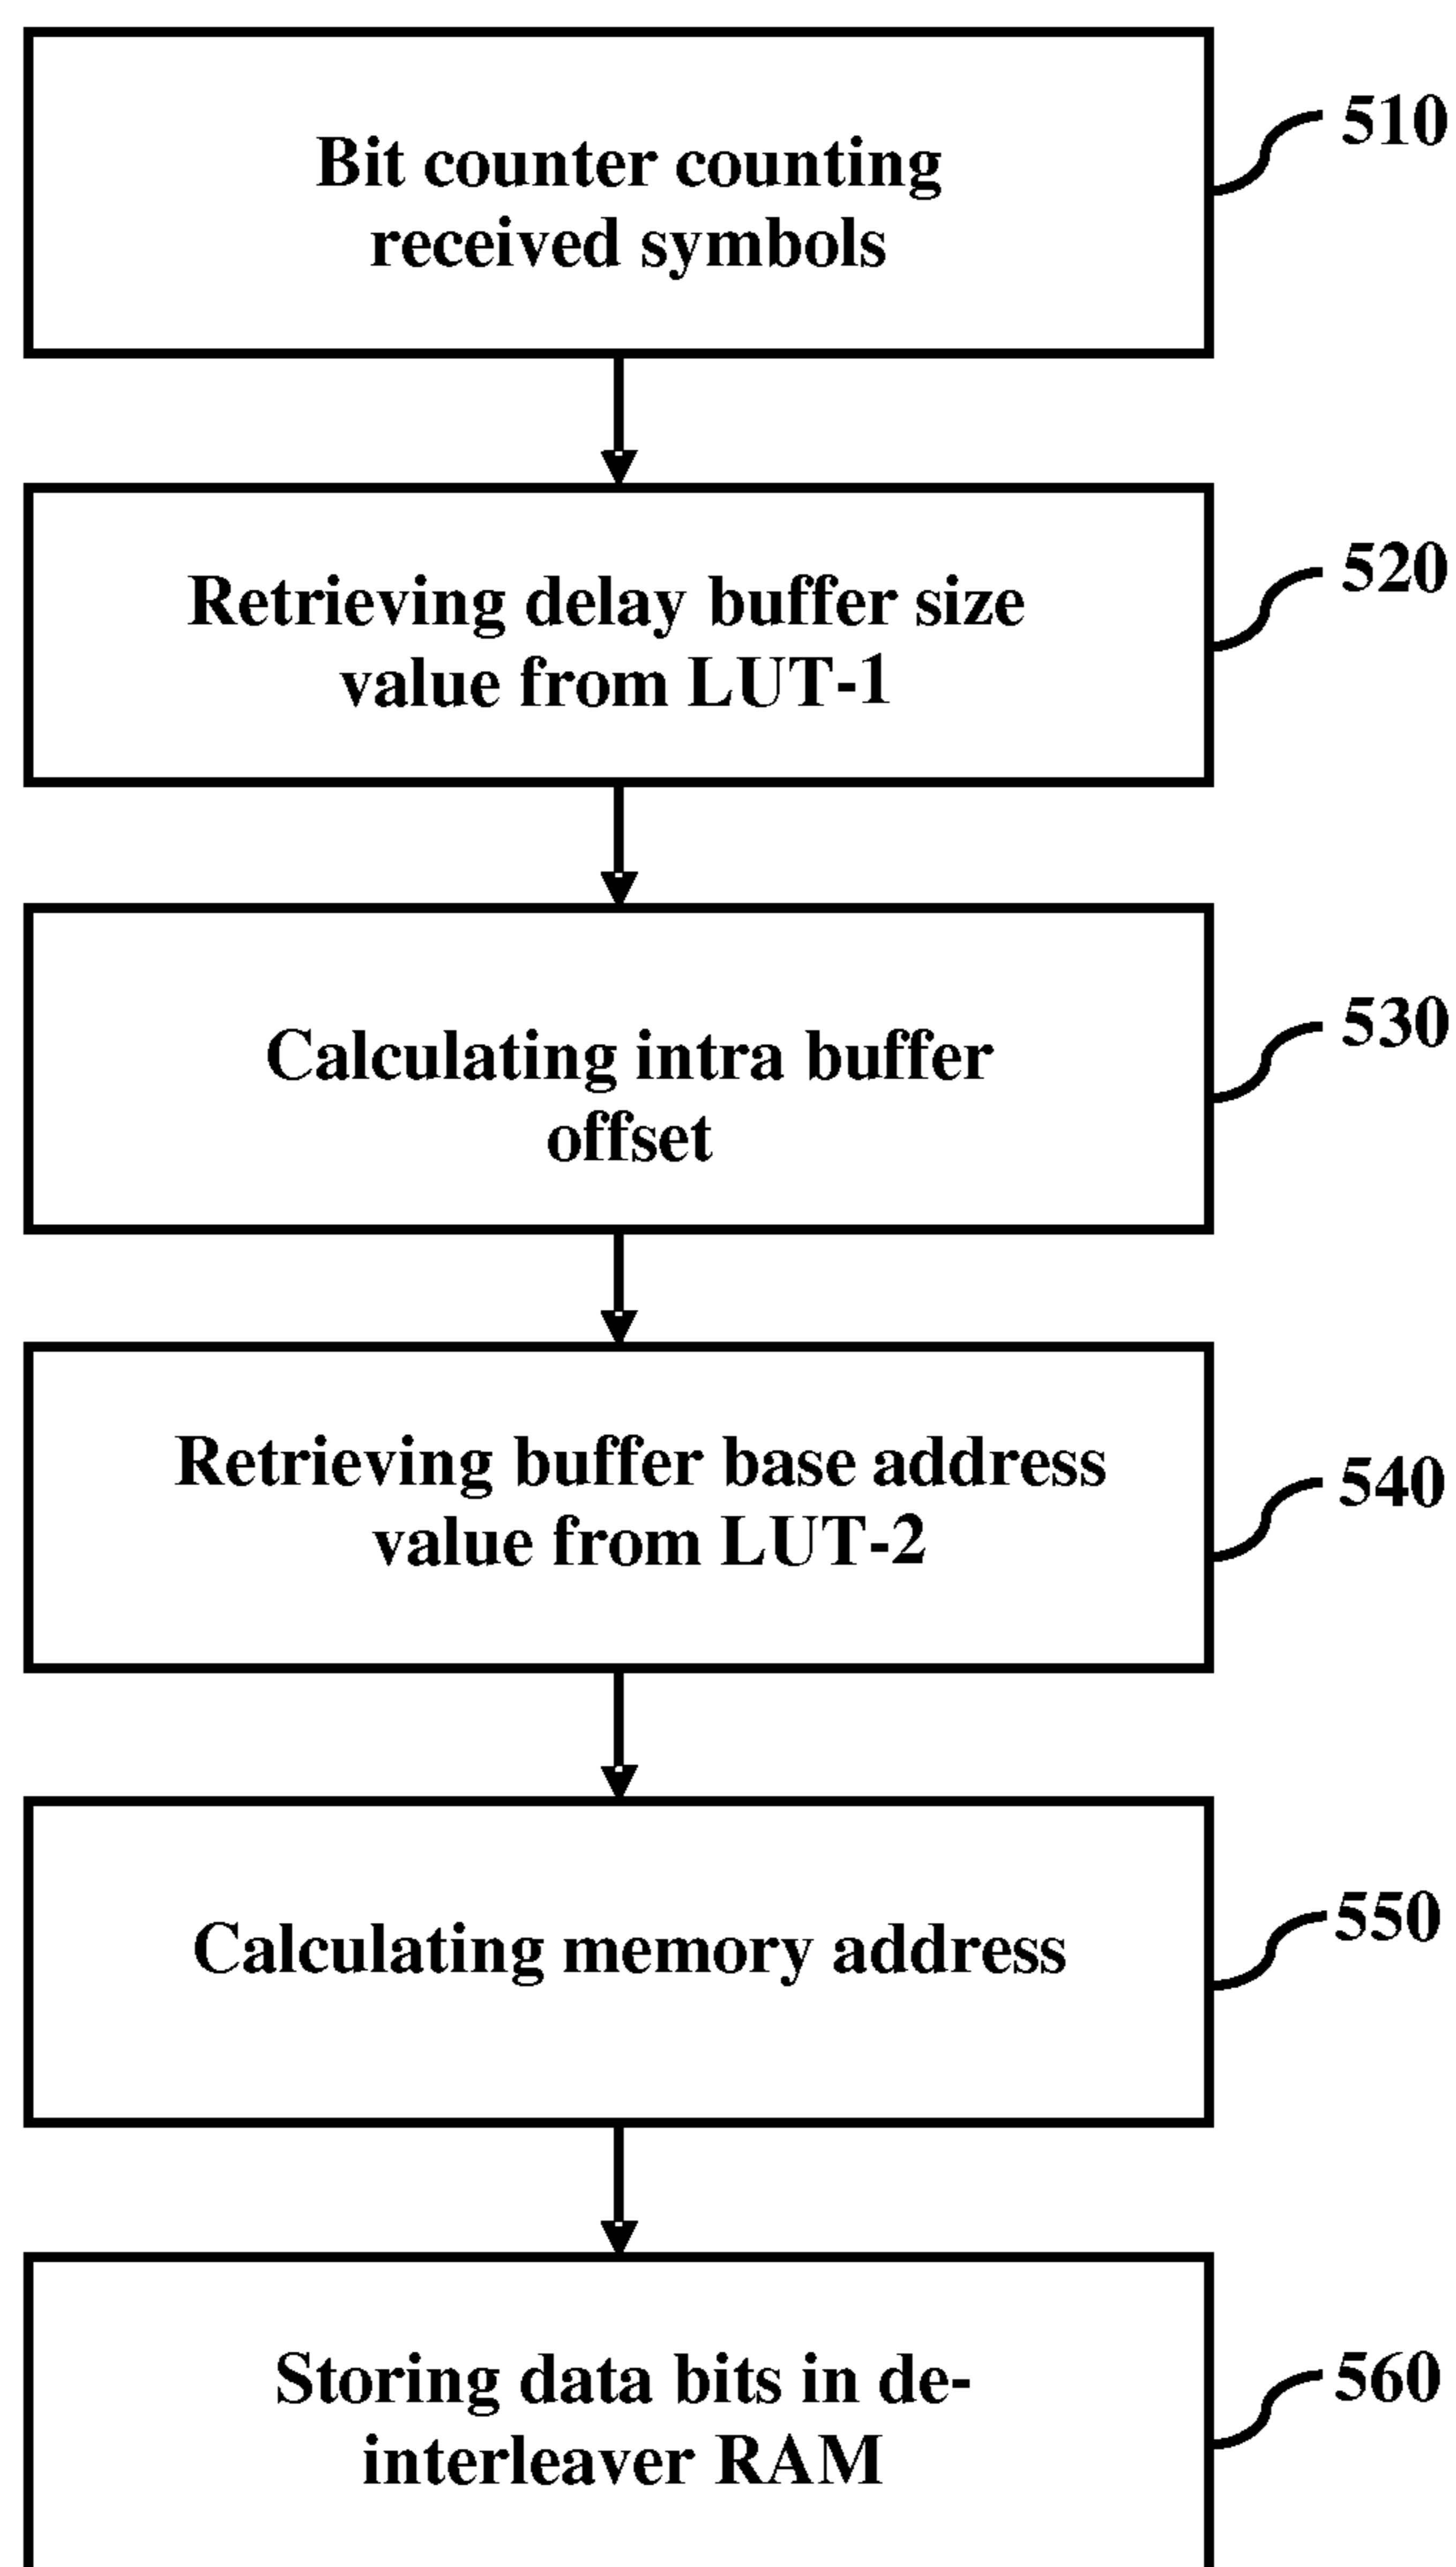 Bit counter counting
received symbols
510
Retrieving delay buffer size
value from LUT-1
520
Calculating intra buffer
offset
530
Retrieving buffer base address
value from LUT-2
540
Calculating memory address
550
Storing data bits in de-
interleaver RAM
560